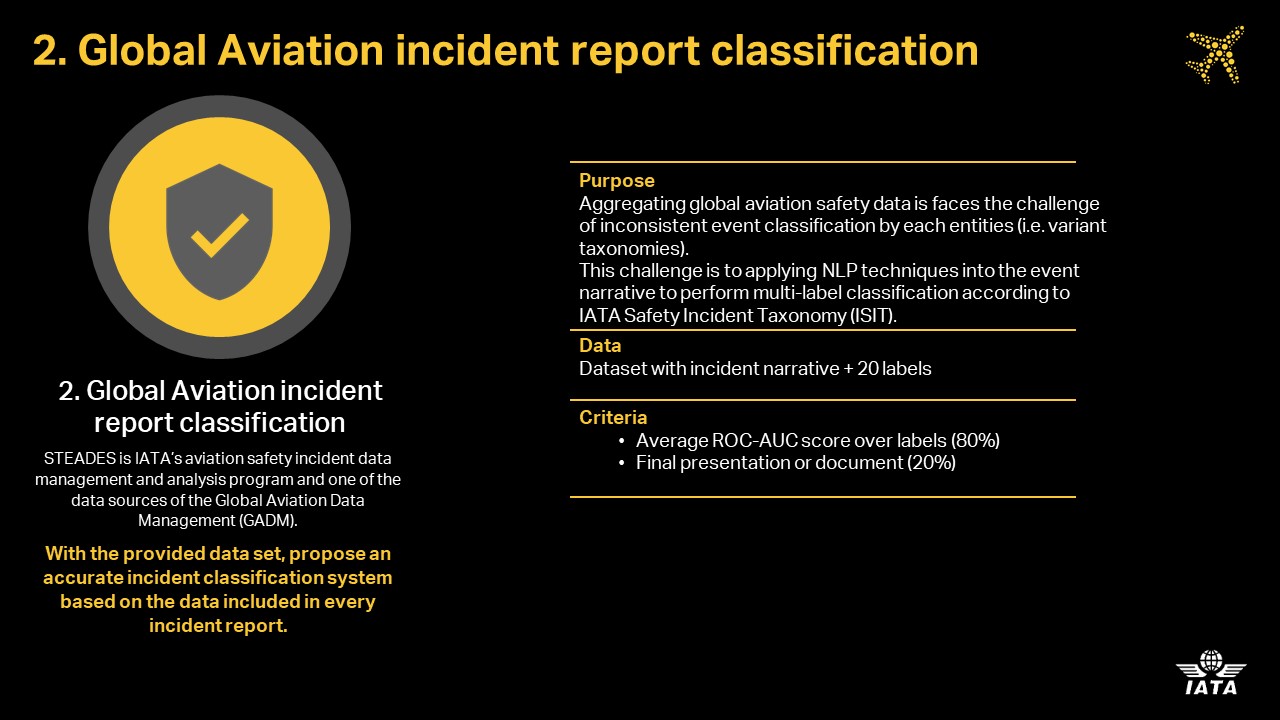 2. Global Aviation incident report classification
2. Global Aviation incident
report classification
STEADES is IATA's aviation safety incident data
management and analysis program and one of the
data sources of the Global Aviation Data
Management (GADM).
With the provided data set, propose an
accurate incident classification system
based on the data included in every
incident report.
Purpose
Aggregating global aviation safety data is faces the challenge
of inconsistent event classification by each entities (i.e. variant
taxonomies).
This challenge is to applying NLP techniques into the event
narrative to perform multi-label classification according to
IATA Safety Incident Taxonomy (ISIT).
Data
Dataset with incident narrative + 20 labels
Criteria
• Average ROC-AUC score over labels (80%)
• Final presentation or document (20%)
IATA